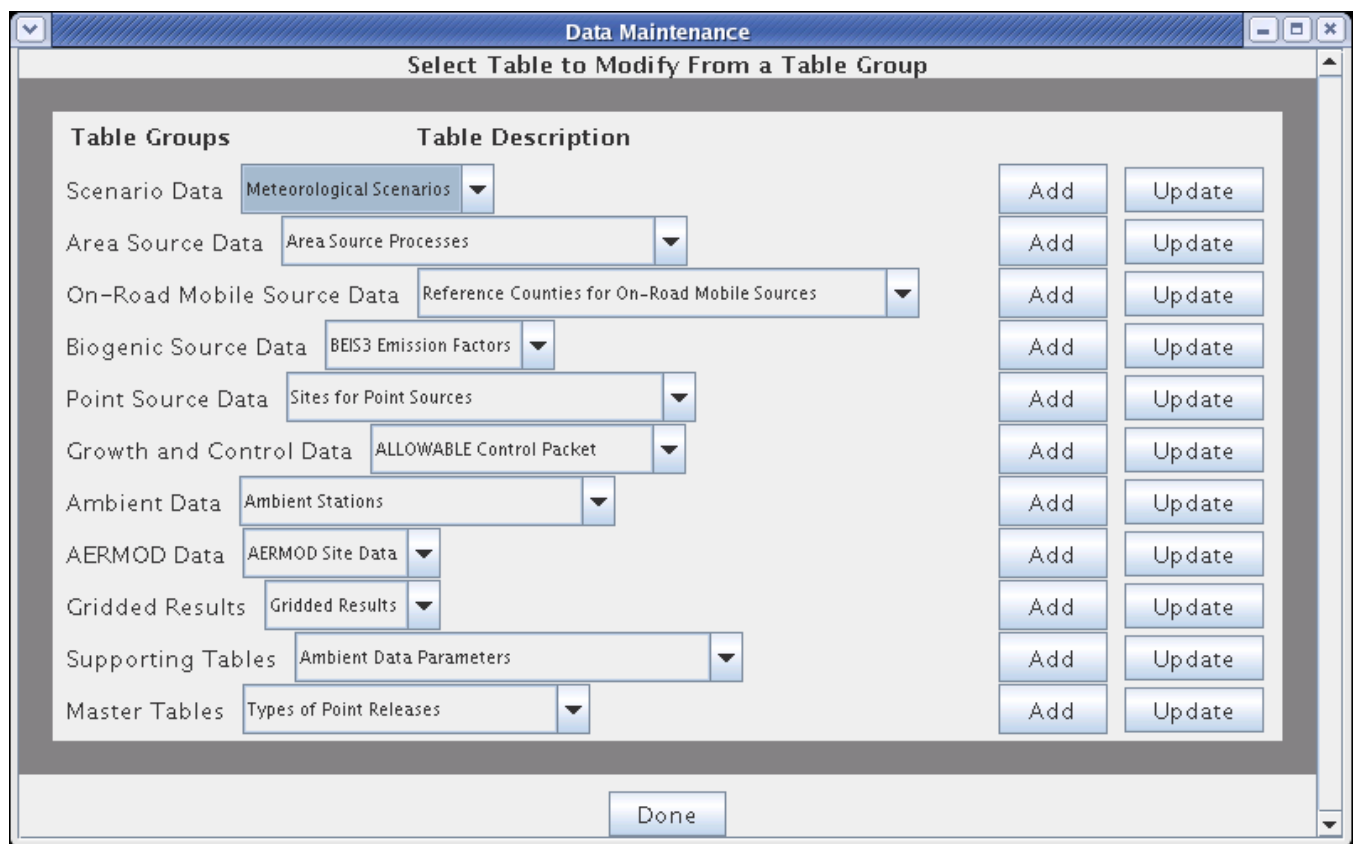 Data Maintenance
Select Table to Modify From a Table Group
Table Groups Table Description
Scenario Data Meteorological Scenarios Add Update
Area Source Data Area Source Processes Add Update
On-Road Mobile Source Data Reference Counties for On-Road Mobile Sources Add Update
Biogenic Source Data BEIS3 Emission Factors Add Update
Point Source Data Sites for Point Sources Add Update
Growth and Control Data ALLOWABLE Control Packet Add Update
Ambient Data Ambient Stations Add Update
AERMOD Data AERMOD Site Data Add Update
Gridded Results Gridded Results Add Update
Supporting Tables Ambient Data Parameters Add Update
Master Tables Types of Point Releases Add Update
Done